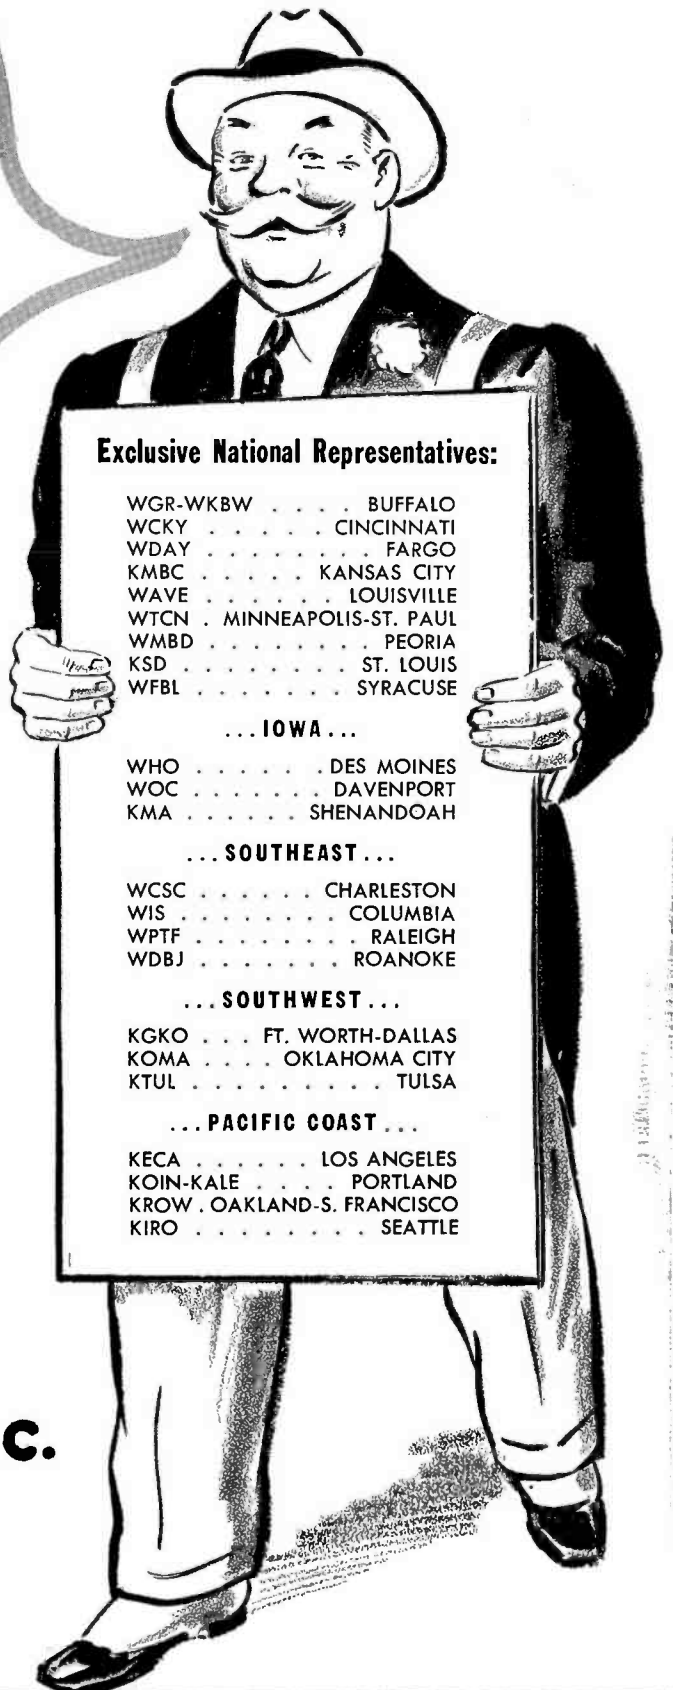 Exclusive National Representatives:
WGR-WKBW . . . . BUFFALO
WCKY . . . . . . CINCINNATI
WDAY . . . . . . . . FARGO
KMBC . . . . . KANSAS CITY
WAVE . . . . . . LOUISVILLE
WTCN . MINNEAPOLIS-ST. PAUL
WMBD . . . . . . . . PEORIA
KSD . . . . . . . . ST. LOUIS
WFBL . . . . . . . SYRACUSE
...IOWA...
WHO . . . . . . DES MOINES
WOC . . . . . . . DAVENPORT
KMA . . . . . . SHENANDOAH
...SOUTHEAST...
WCSC . . . . . . CHARLESTON
WIS . . . . . . . . COLUMBIA
WPTF . . . . . . . . RALEIGH
WDBJ . . . . . . . ROANOKE
...SOUTHWEST...
KGKO . . . FT. WORTH-DALLAS
KOMA . . . . OKLAHOMA CITY
KTUL . . . . . . . . . TULSA
...PACIFIC COAST...
KECA . . . . . . LOS ANGELES
KOIN-KALE . . . . PORTLAND
KROW . OAKLAND-S. FRANCISCO
KIRO . . . . . . . . SEATTLE
C.